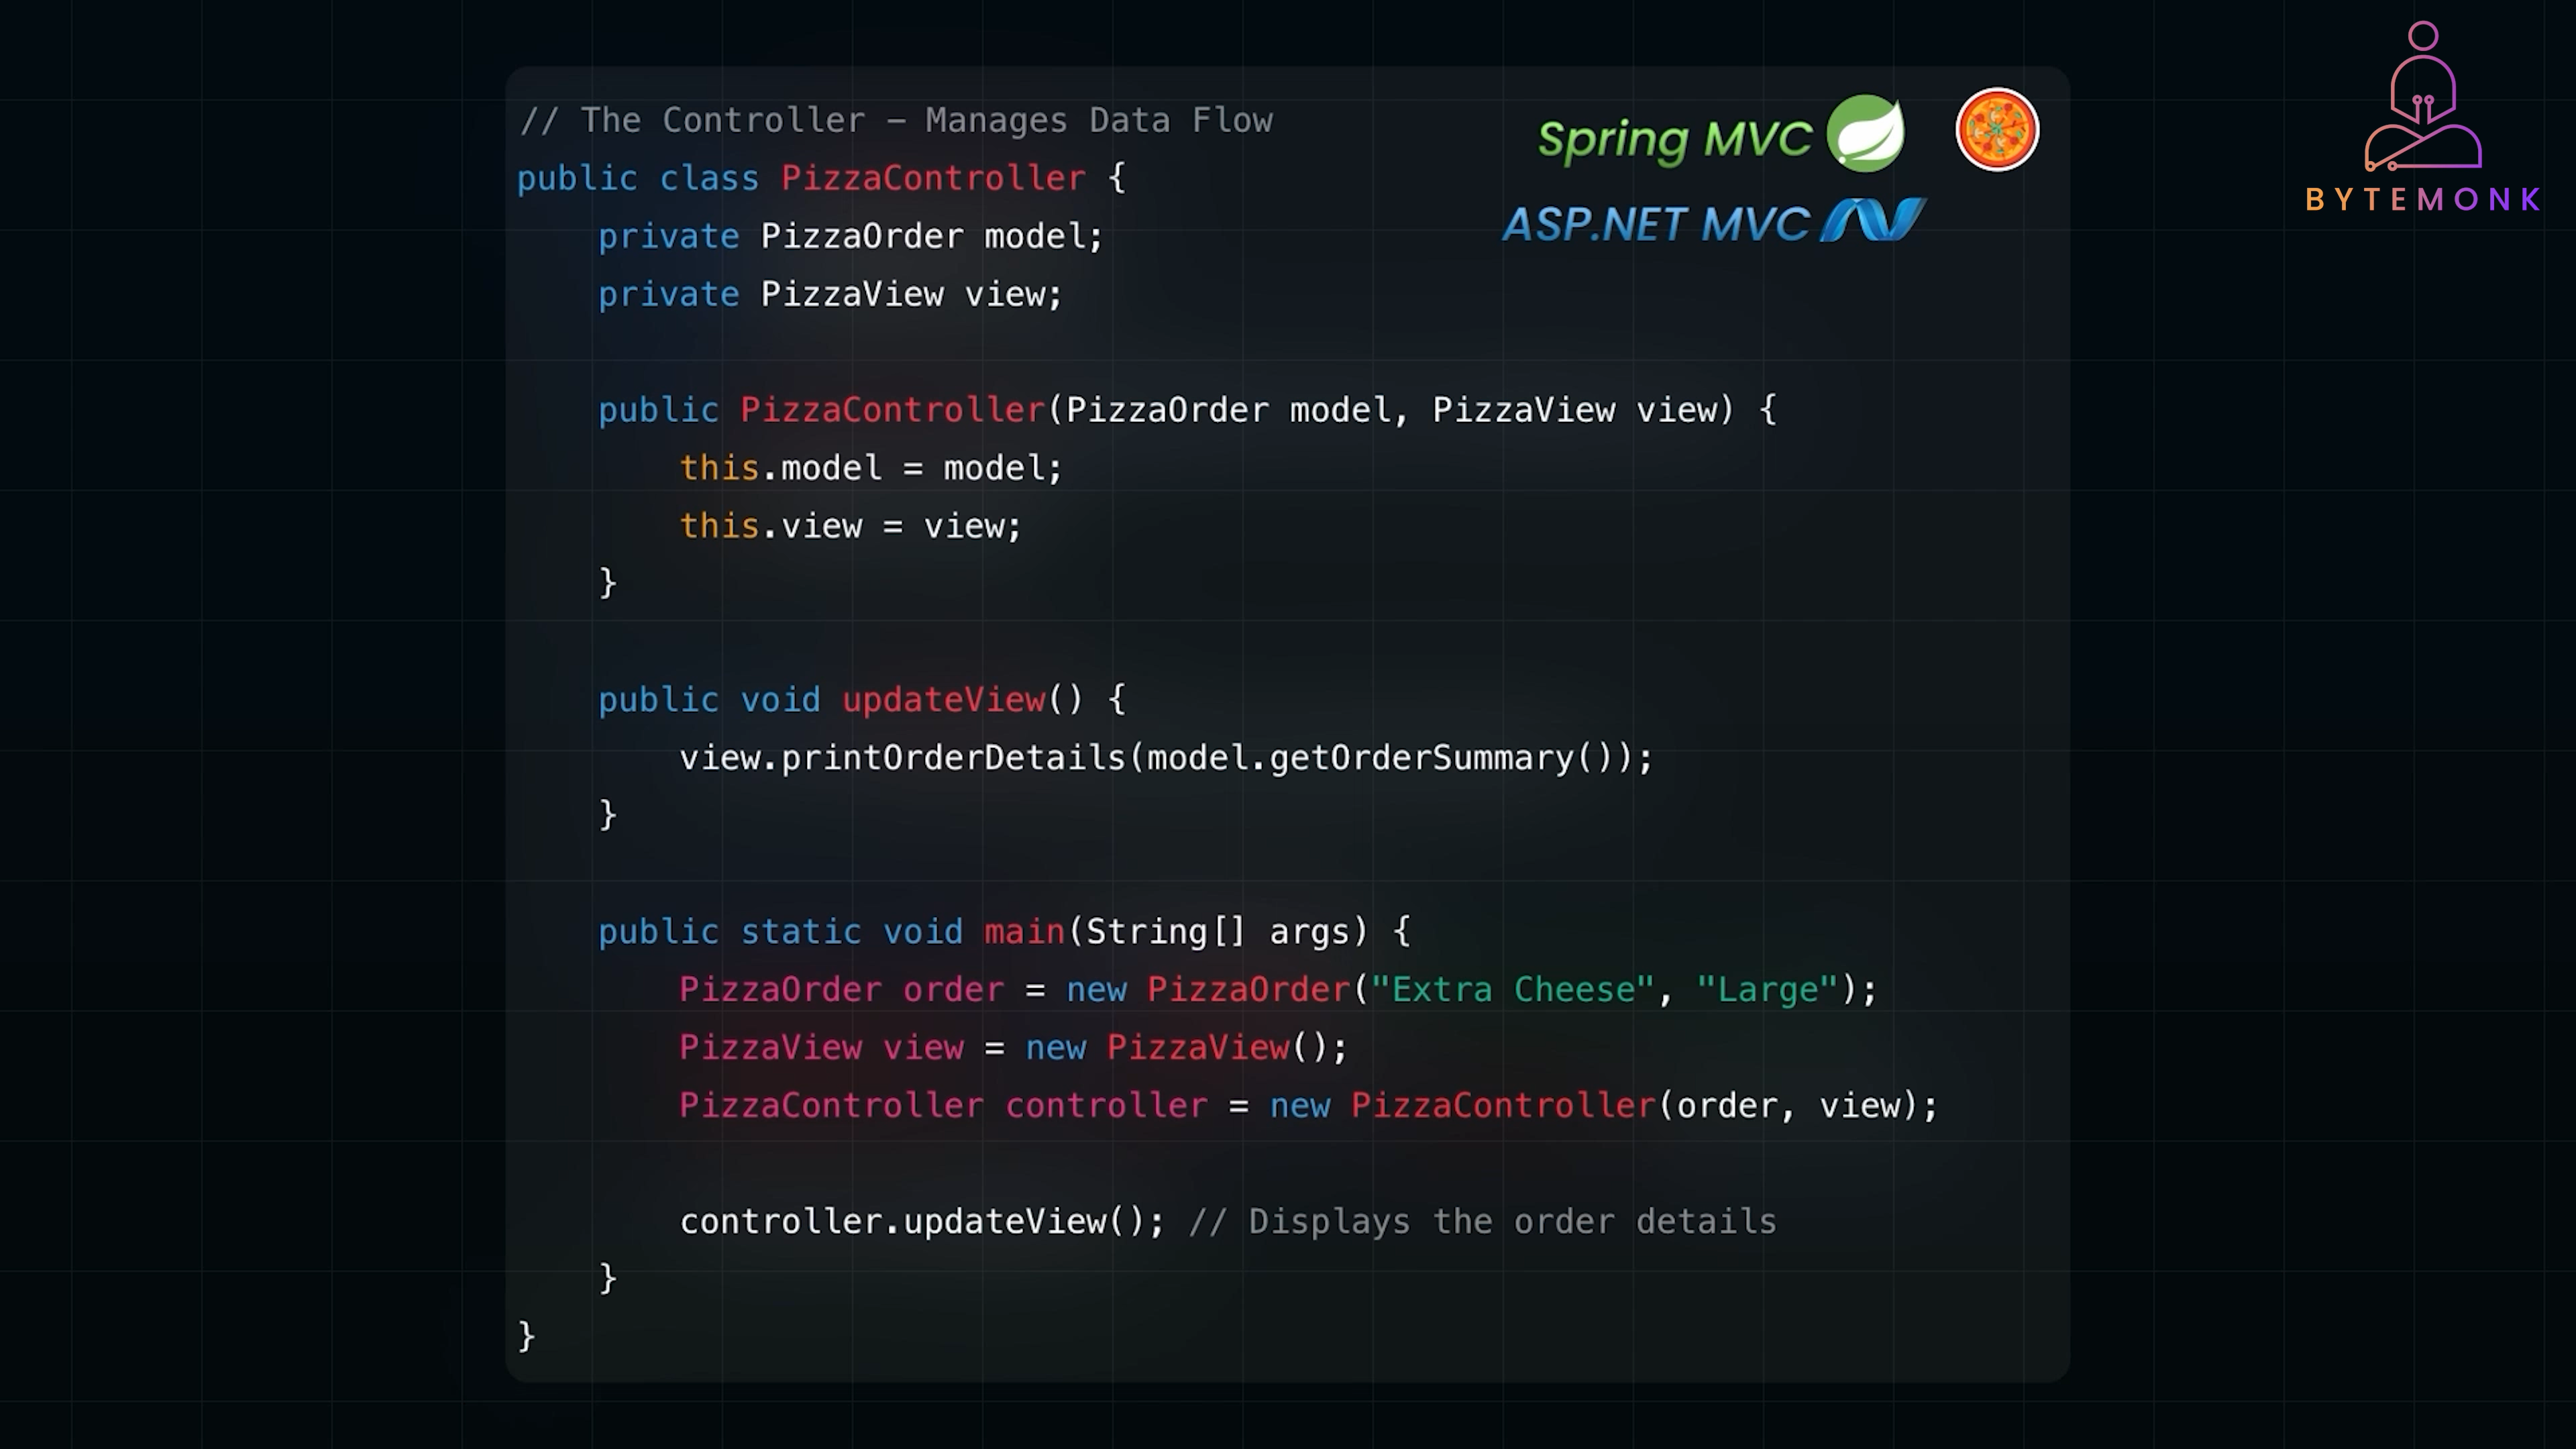 // The Controller – Manages Data Flow
public class PizzaController {
    private PizzaOrder model;
    private PizzaView view;
    public PizzaController(PizzaOrder model, PizzaView view) {
        this.model = model;
        this.view = view;
    }
    public void updateView() {
        view.printOrderDetails(model.getOrderSummary());
    }
    public static void main(String[] args) {
        PizzaOrder order = new PizzaOrder("Extra Cheese", "Large");
        PizzaView view = new PizzaView();
        PizzaController controller = new PizzaController(order, view);
        controller.updateView(); // Displays the order details
    }
}
Spring MVC
ASP.NET MVC
BYTEMONK